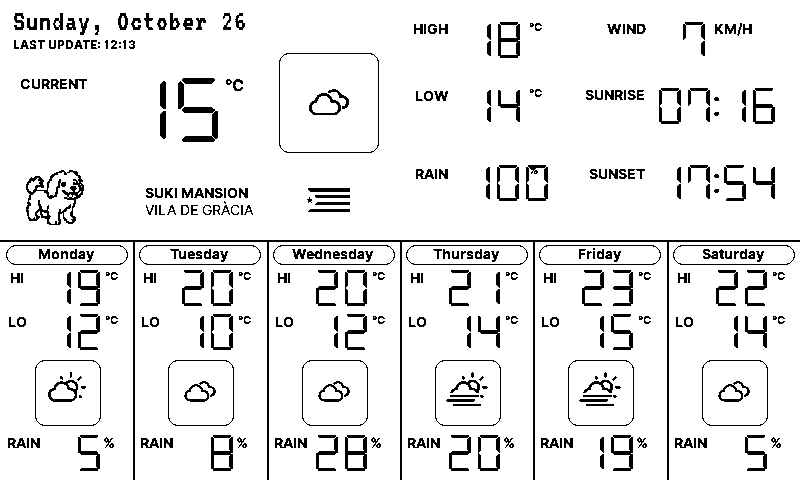 Sunday, October 26
LAST UPDATE: 12:13
CURRENT 15 °C
SUKI MANSION
VILA DE GRÀCIA
HIGH 18 °C
LOW 14 °C
RAIN 100 %
WIND 7 KM/H
SUNRISE 07:16
SUNSET 17:54
Monday
HI 19 °C
LO 12 °C
RAIN 5 %
Tuesday
HI 20 °C
LO 10 °C
RAIN 8 %
Wednesday
HI 20 °C
LO 12 °C
RAIN 28 %
Thursday
HI 21 °C
LO 14 °C
RAIN 20 %
Friday
HI 23 °C
LO 15 °C
RAIN 19 %
Saturday
HI 22 °C
LO 14 °C
RAIN 5 %